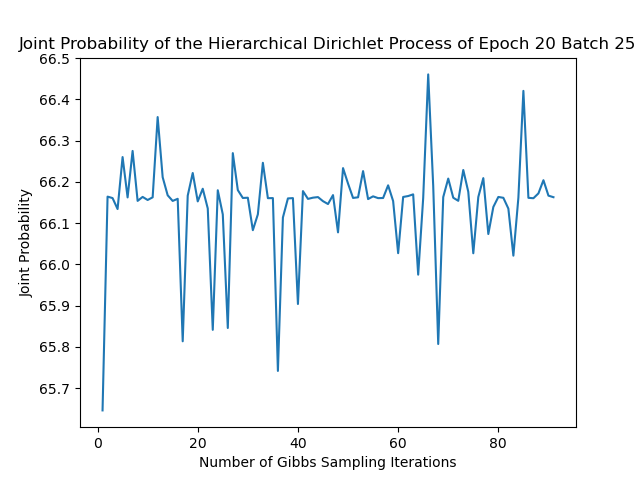 Joint Probability of the Hierarchical Dirichlet Process of Epoch 20 Batch 25
66.5
66.4
66.3
66.2
66.1
66.0
65.9
65.8
65.7
Joint Probability
0 20 40 60 80
Number of Gibbs Sampling Iterations